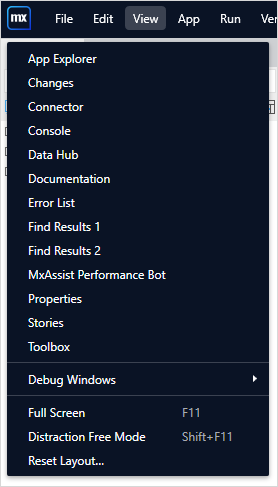 mx File Edit View App Run Ver
App Explorer
Changes
Connector
Console
Data Hub
Documentation
Error List
Find Results 1
Find Results 2
MxAssist Performance Bot
Properties
Stories
Toolbox
Debug Windows
Full Screen F11
Distraction Free Mode Shift+F11
Reset Layout...